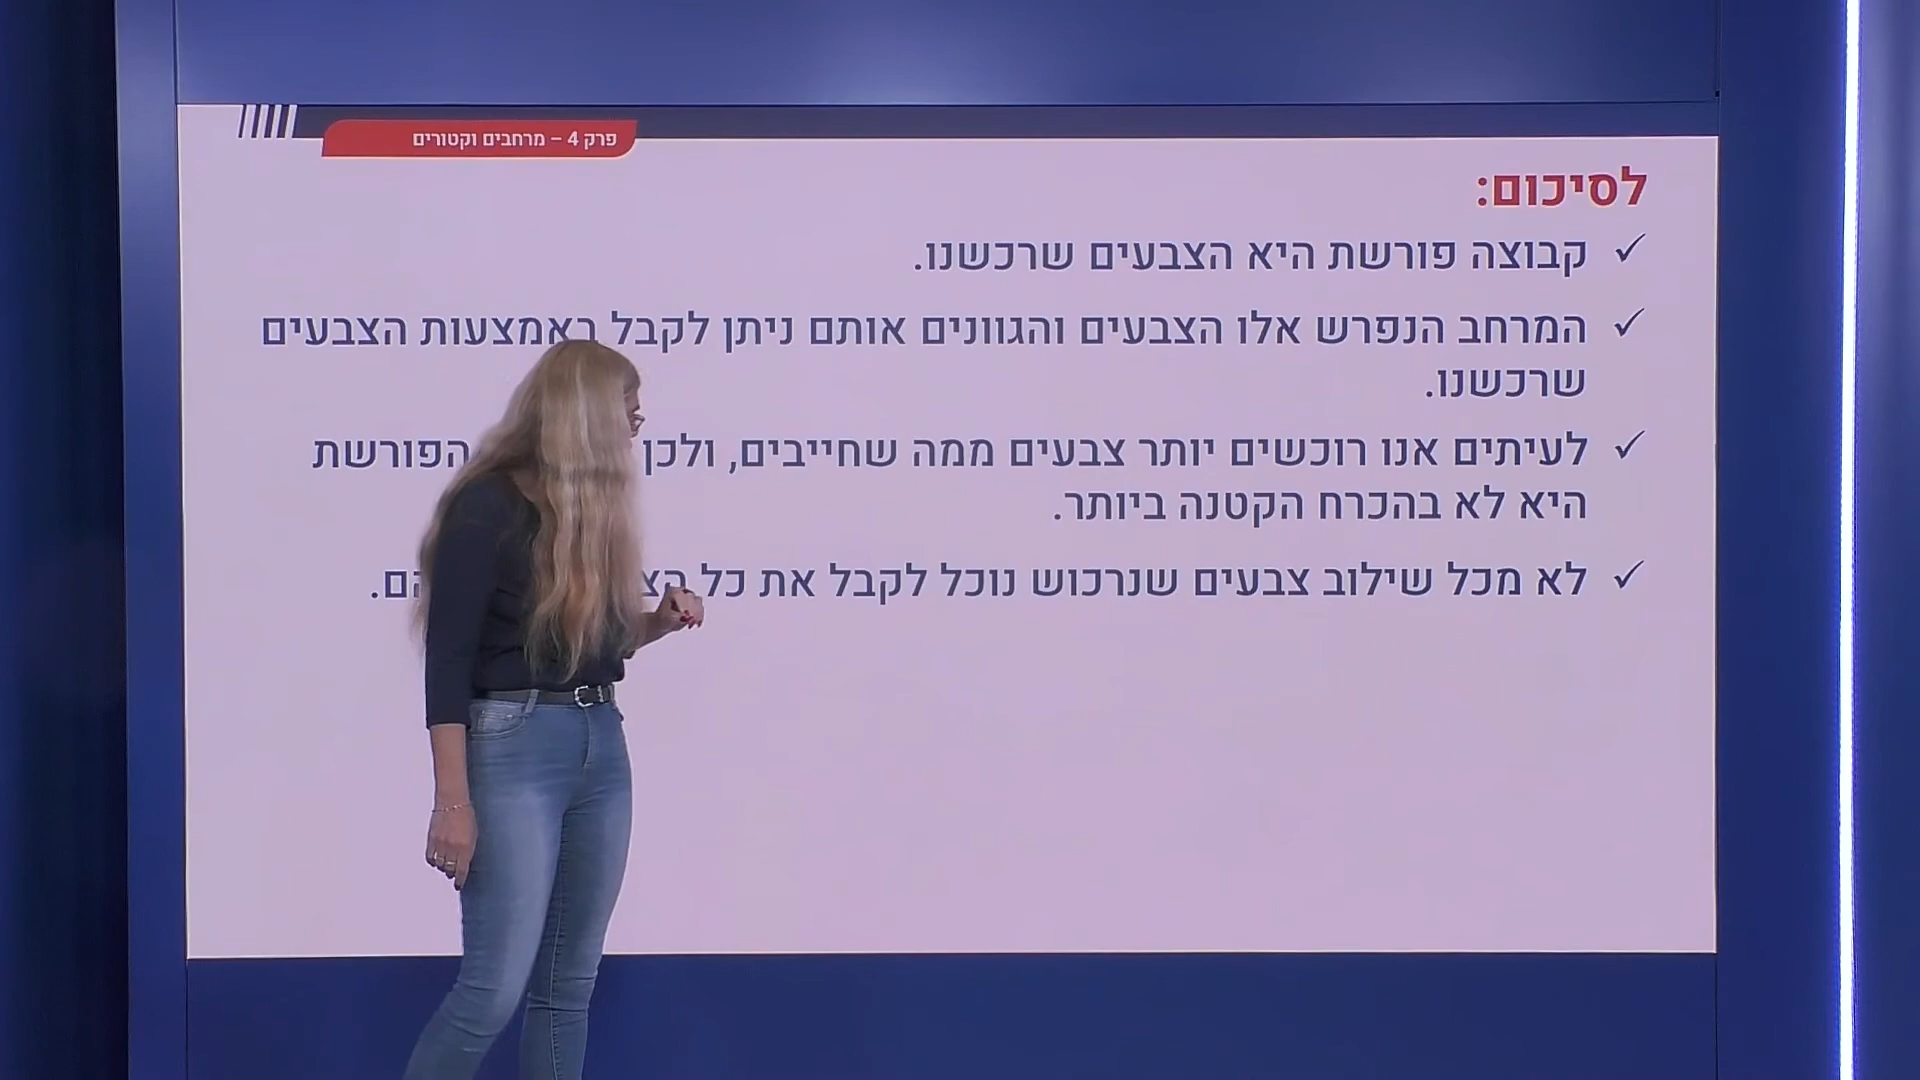 פרק 4 – מרחבים וקטורים
לסיכום:
✓ קבוצה פורשת היא הצבעים שרכשנו.
✓ המרחב הנפרש אלו הצבעים והגוונים אותם ניתן לקבל באמצעות הצבעים
שרכשנו.
✓ לעיתים אנו רוכשים יותר צבעים ממה שחייבים, ולכן הפורשת
היא לא בהכרח הקטנה ביותר.
✓ לא מכל שילוב צבעים שנרכוש נוכל לקבל את כל